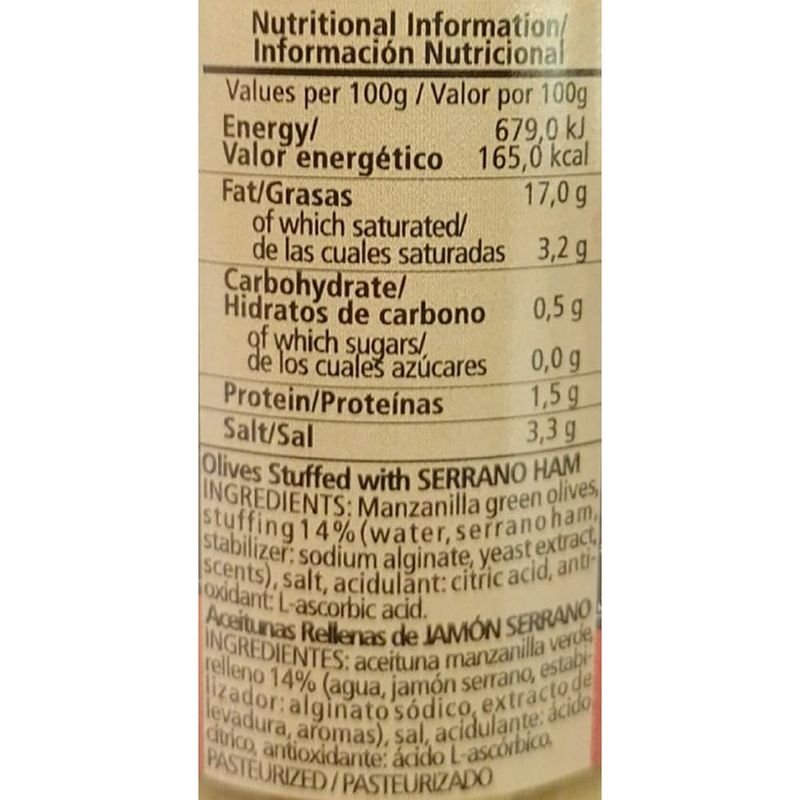 Nutritional Information/
Información Nutricional
Values per 100g / Valor por 100g
Energy/ 679,0 kJ
Valor energético 165,0 kcal
Fat/Grasas 17,0 g
of which saturated/
de las cuales saturadas 3,2 g
Carbohydrate/
Hidratos de carbono 0,5 g
of which sugars/
de los cuales azúcares 0,0 g
Protein/Proteínas 1,5 g
Salt/Sal 3,3 g
Olives Stuffed with SERRANO HAM
INGREDIENTS: Manzanilla green olives,
stuffing 14% (water, serrano ham,
stabilizer: sodium alginate, yeast extract,
scents), salt, acidulant: citric acid, anti-
oxidant: L-ascorbic acid.
Aceitunas Rellenas de JAMÓN SERRANO
INGREDIENTES: aceituna manzanilla verde,
relleno 14% (agua, jamón serrano, estabi-
lizador: alginato sódico, extracto de
levadura, aromas), sal, acidulante: ácido
cítrico, antioxidante: ácido L-ascórbico.
PASTEURIZED / PASTEURIZADO